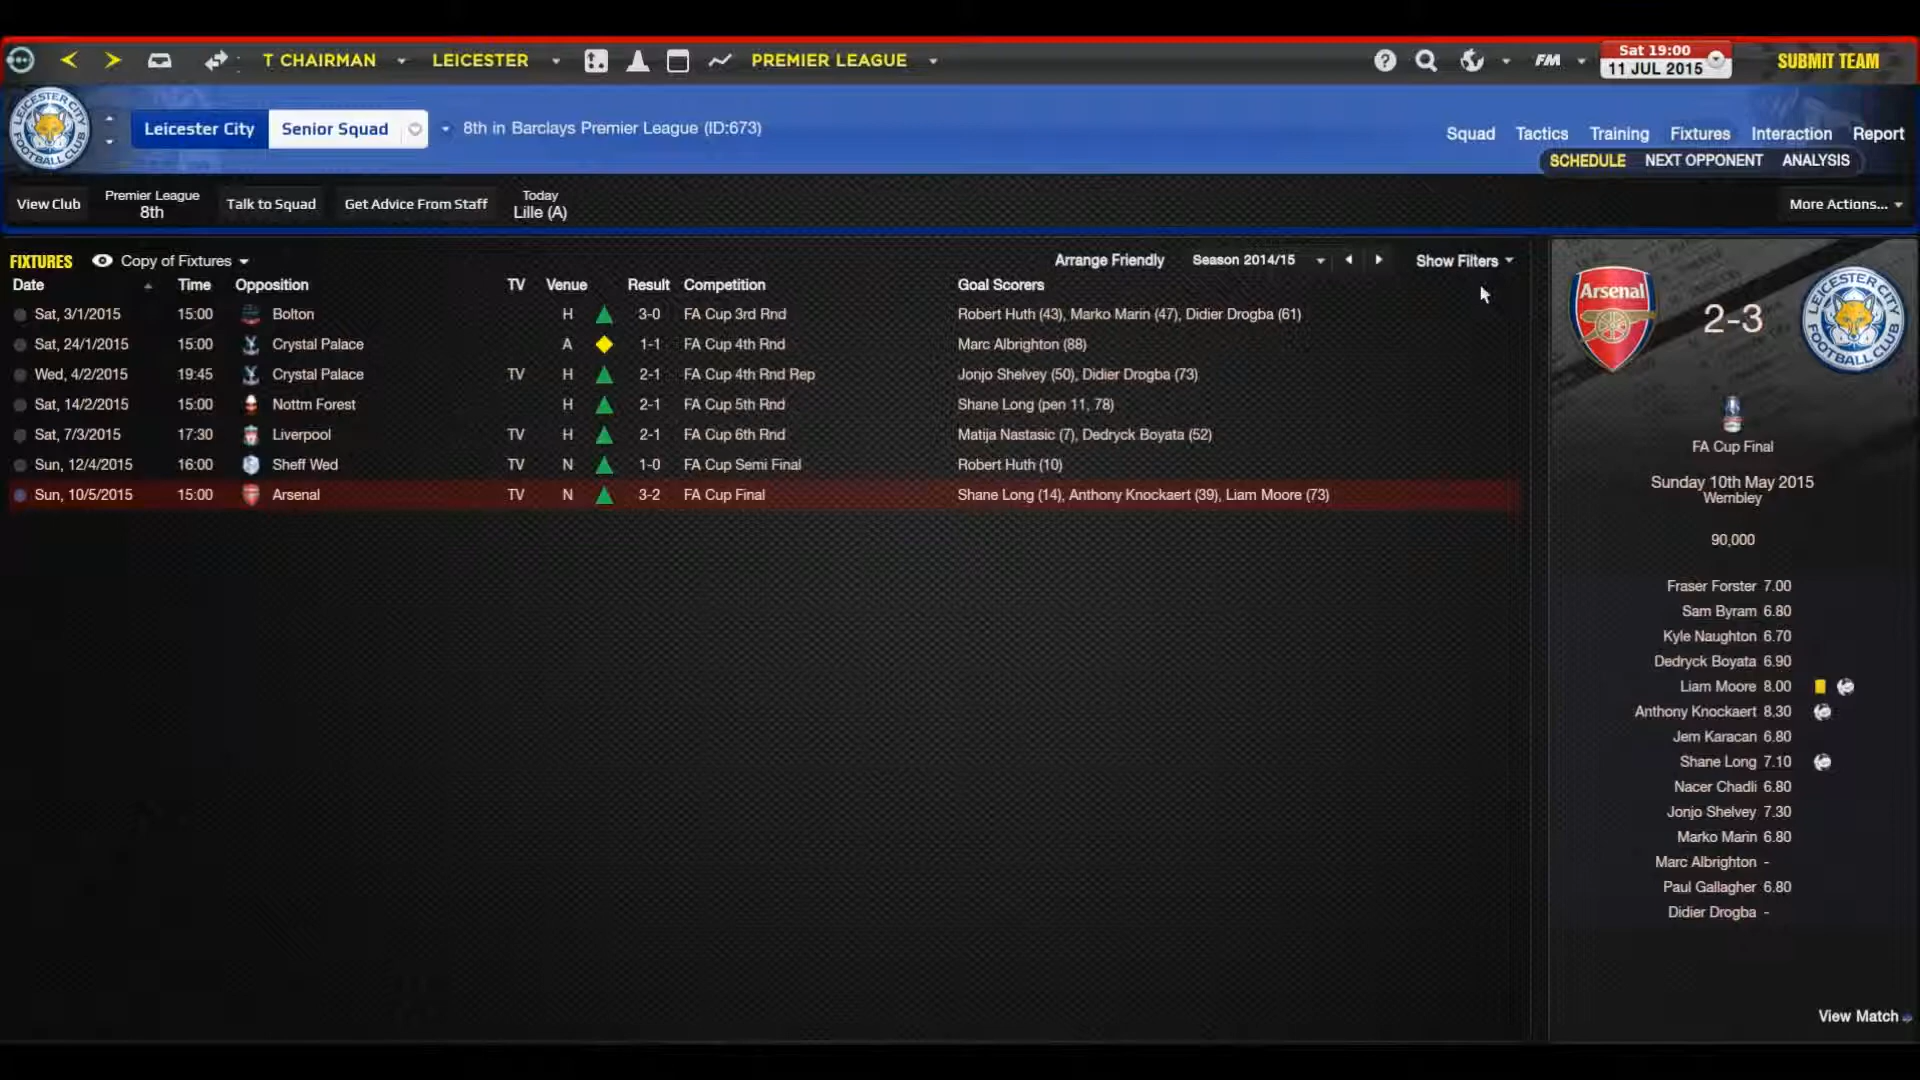 T CHAIRMAN LEICESTER PREMIER LEAGUE ? FM Sat 19:00 SUBMIT TEAM
11 JUL 2015
Leicester City Senior Squad 8th in Barclays Premier League (ID:673)
Squad Tactics Training Fixtures Interaction Report
SCHEDULE NEXT OPPONENT ANALYSIS
View Club Premier League 8th Talk to Squad Get Advice From Staff Today Lille (A) More Actions...
FIXTURES Copy of Fixtures Arrange Friendly Season 2014/15 Show Filters
Date Time Opposition TV Venue Result Competition Goal Scorers
Sat, 3/1/2015 15:00 Bolton H 3-0 FA Cup 3rd Rnd Robert Huth (43), Marko Marin (47), Didier Drogba (61)
Sat, 24/1/2015 15:00 Crystal Palace A 1-1 FA Cup 4th Rnd Marc Albrighton (88)
Wed, 4/2/2015 19:45 Crystal Palace TV H 2-1 FA Cup 4th Rnd Rep Jonjo Shelvey (50), Didier Drogba (73)
Sat, 14/2/2015 15:00 Nottm Forest H 2-1 FA Cup 5th Rnd Shane Long (pen 11, 78)
Sat, 7/3/2015 17:30 Liverpool TV H 2-1 FA Cup 6th Rnd Matija Nastasic (7), Dedryck Boyata (52)
Sun, 12/4/2015 16:00 Sheff Wed TV N 1-0 FA Cup Semi Final Robert Huth (10)
Sun, 10/5/2015 15:00 Arsenal TV N 3-2 FA Cup Final Shane Long (14), Anthony Knockaert (39), Liam Moore (73)
Arsenal 2-3 LEICESTER CITY FOOTBALL CLUB
FA Cup Final
Sunday 10th May 2015
Wembley
90,000
Fraser Forster 7.00
Sam Byram 6.80
Kyle Naughton 6.70
Dedryck Boyata 6.90
Liam Moore 8.00
Anthony Knockaert 8.30
Jem Karacan 6.80
Shane Long 7.10
Nacer Chadli 6.80
Jonjo Shelvey 7.30
Marko Marin 6.80
Marc Albrighton -
Paul Gallagher 6.80
Didier Drogba -
View Match